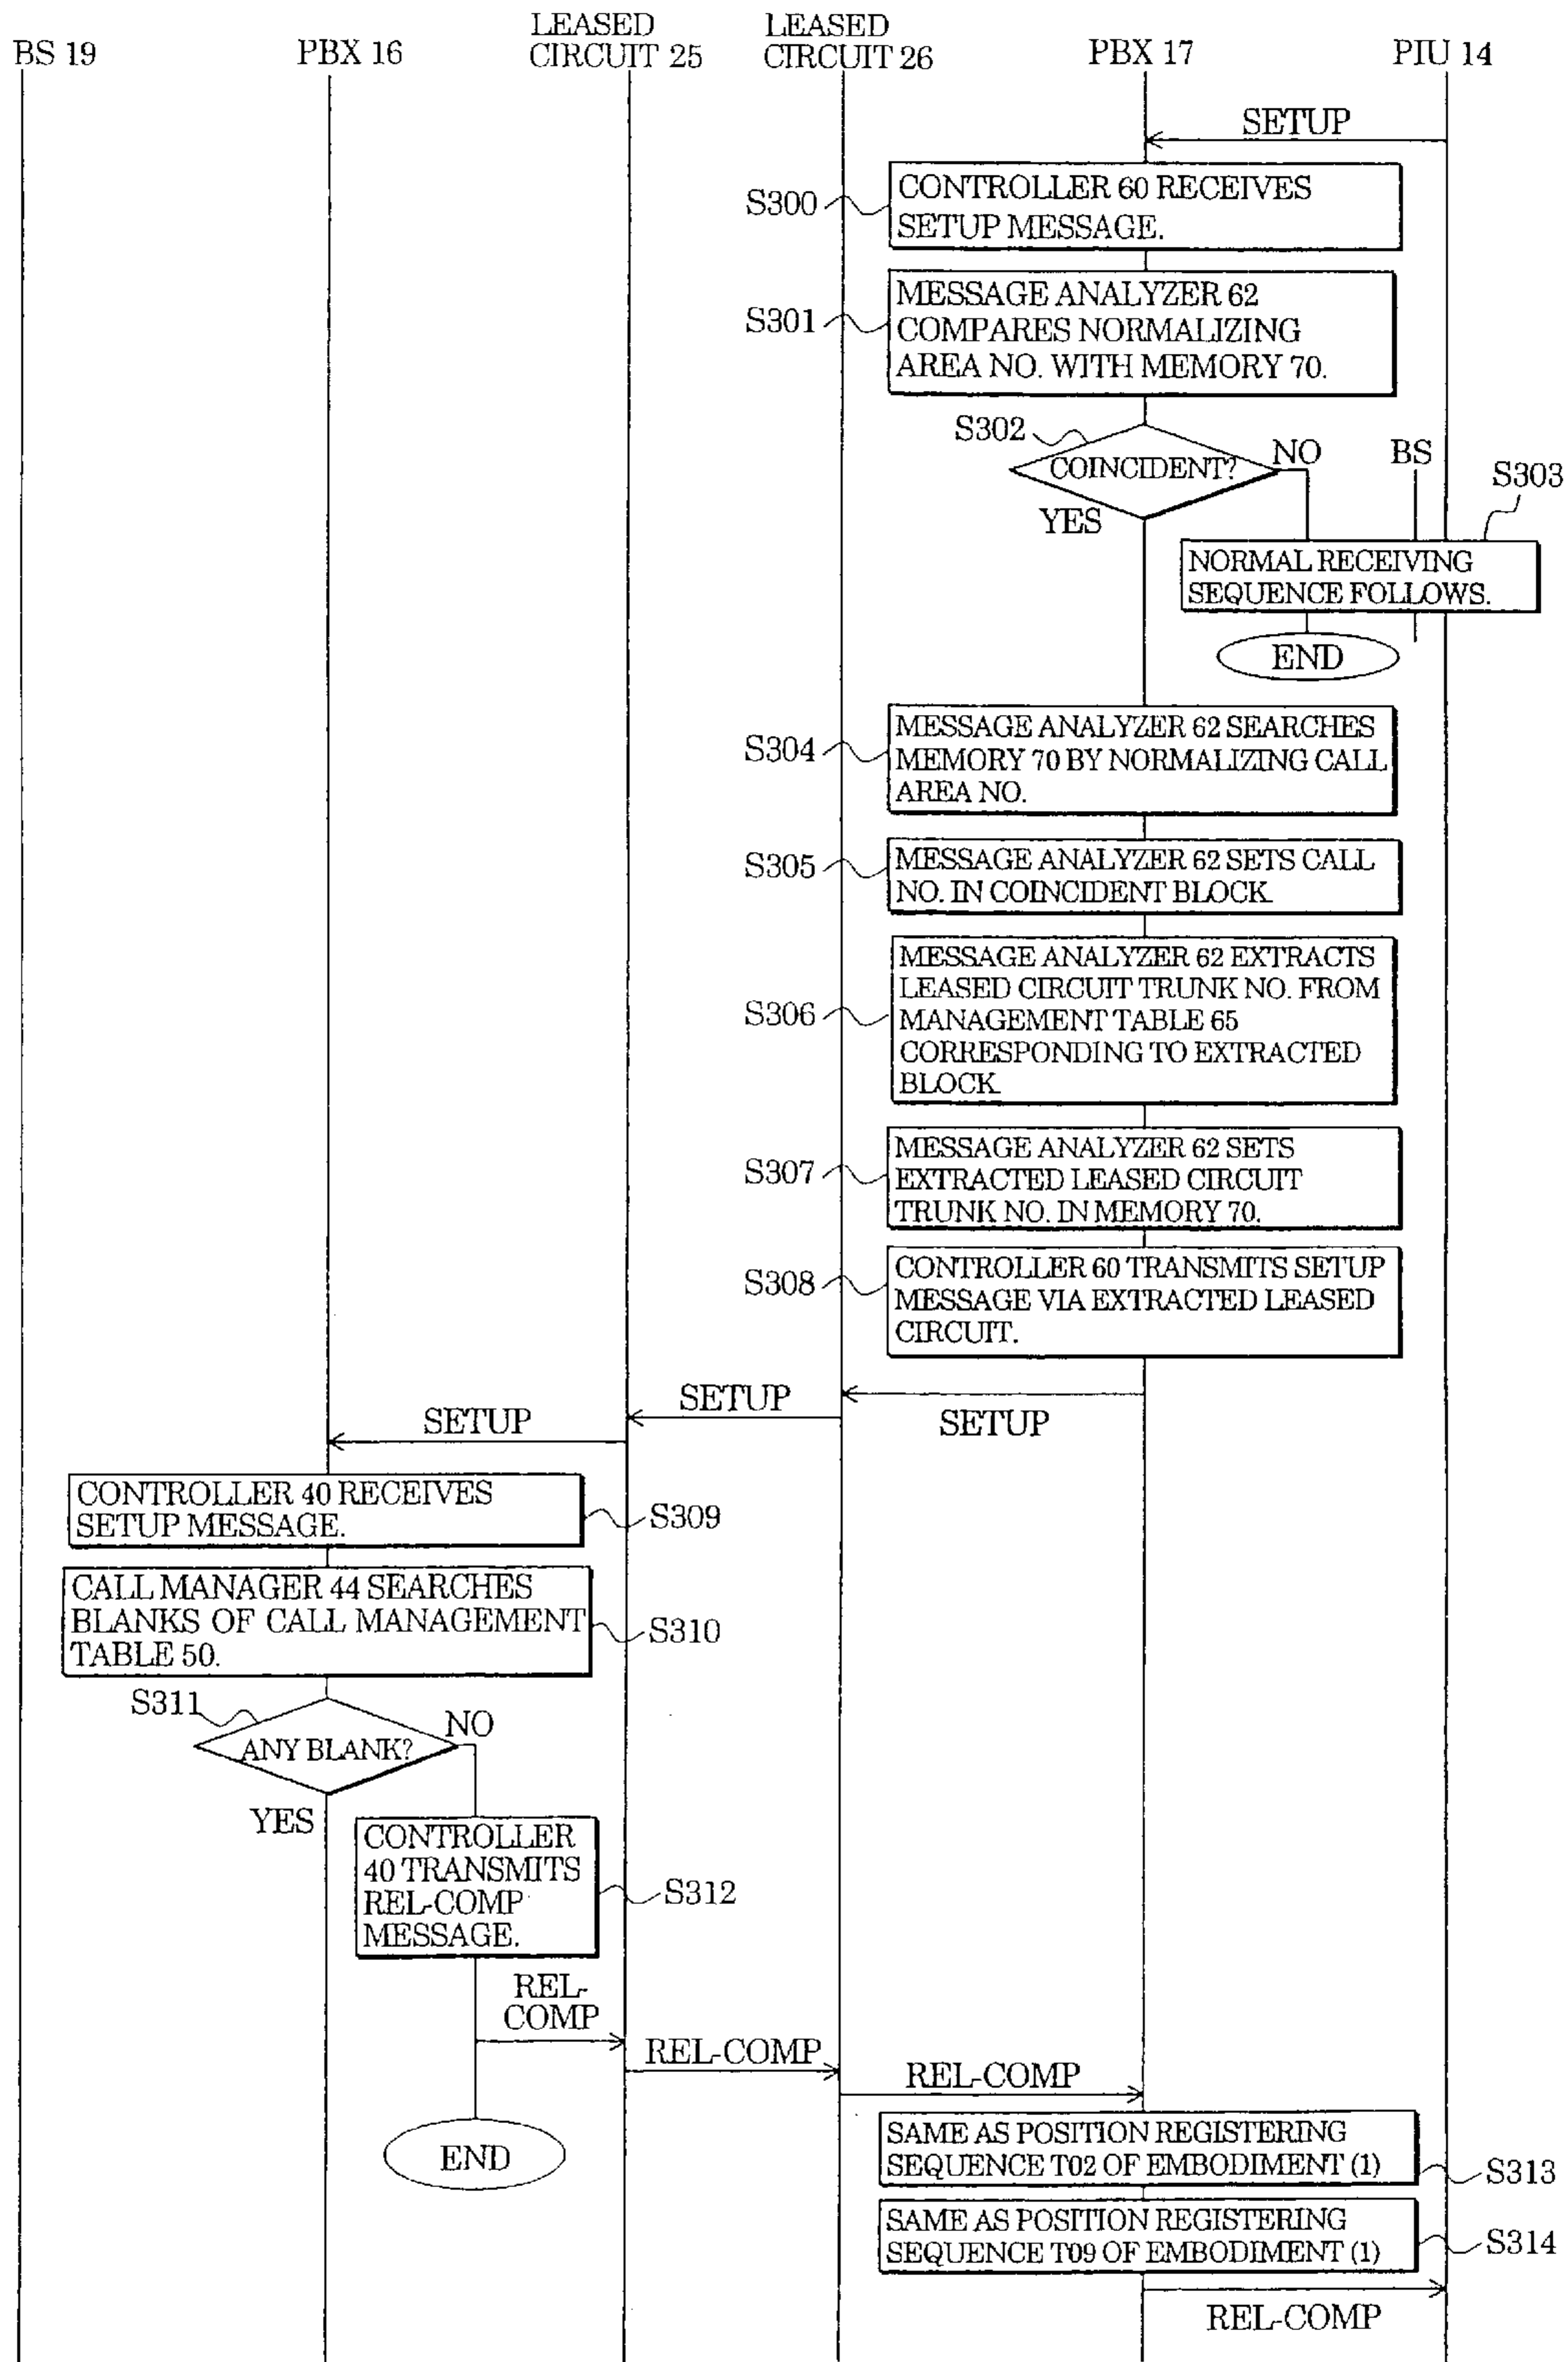 BS 19
PBX 16
LEASED
CIRCUIT 25
LEASED
CIRCUIT 26
PBX 17
PIU 14
SETUP
S300
CONTROLLER 60 RECEIVES
SETUP MESSAGE.
S301
MESSAGE ANALYZER 62
COMPARES NORMALIZING
AREA NO. WITH MEMORY 70.
S302
COINCIDENT?
NO
BS
S303
YES
NORMAL RECEIVING
SEQUENCE FOLLOWS.
END
S304
MESSAGE ANALYZER 62 SEARCHES
MEMORY 70 BY NORMALIZING CALL
AREA NO.
S305
MESSAGE ANALYZER 62 SETS CALL
NO. IN COINCIDENT BLOCK.
S306
MESSAGE ANALYZER 62 EXTRACTS
LEASED CIRCUIT TRUNK NO. FROM
MANAGEMENT TABLE 65
CORRESPONDING TO EXTRACTED
BLOCK.
S307
MESSAGE ANALYZER 62 SETS
EXTRACTED LEASED CIRCUIT
TRUNK NO. IN MEMORY 70.
S308
CONTROLLER 60 TRANSMITS SETUP
MESSAGE VIA EXTRACTED LEASED
CIRCUIT.
SETUP
SETUP
SETUP
CONTROLLER 40 RECEIVES
SETUP MESSAGE.
S309
CALL MANAGER 44 SEARCHES
BLANKS OF CALL MANAGEMENT
TABLE 50.
S310
S311
ANY BLANK?
NO
YES
CONTROLLER
40 TRANSMITS
REL-COMP
MESSAGE.
S312
REL-
COMP
REL-COMP
REL-COMP
END
SAME AS POSITION REGISTERING
SEQUENCE T02 OF EMBODIMENT (1)
S313
SAME AS POSITION REGISTERING
SEQUENCE T09 OF EMBODIMENT (1)
S314
REL-COMP